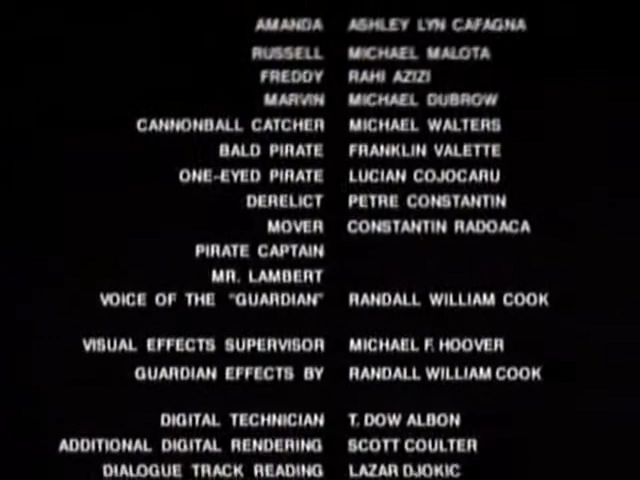 AMANDA ASHLEY LYN CAFAGNA
RUSSELL MICHAEL MALOTA
FREDDY RAHI AZIZI
MARVIN MICHAEL DUBROW
CANNONBALL CATCHER MICHAEL WALTERS
BALD PIRATE FRANKLIN VALETTE
ONE-EYED PIRATE LUCIAN COJOCARU
DERELICT PETRE CONSTANTIN
MOVER CONSTANTIN RADOACA
PIRATE CAPTAIN
MR. LAMBERT
VOICE OF THE "GUARDIAN" RANDALL WILLIAM COOK
VISUAL EFFECTS SUPERVISOR MICHAEL F. HOOVER
GUARDIAN EFFECTS BY RANDALL WILLIAM COOK
DIGITAL TECHNICIAN T. DOW ALBON
ADDITIONAL DIGITAL RENDERING SCOTT COULTER
DIALOGUE TRACK READING LAZAR DJOKIC